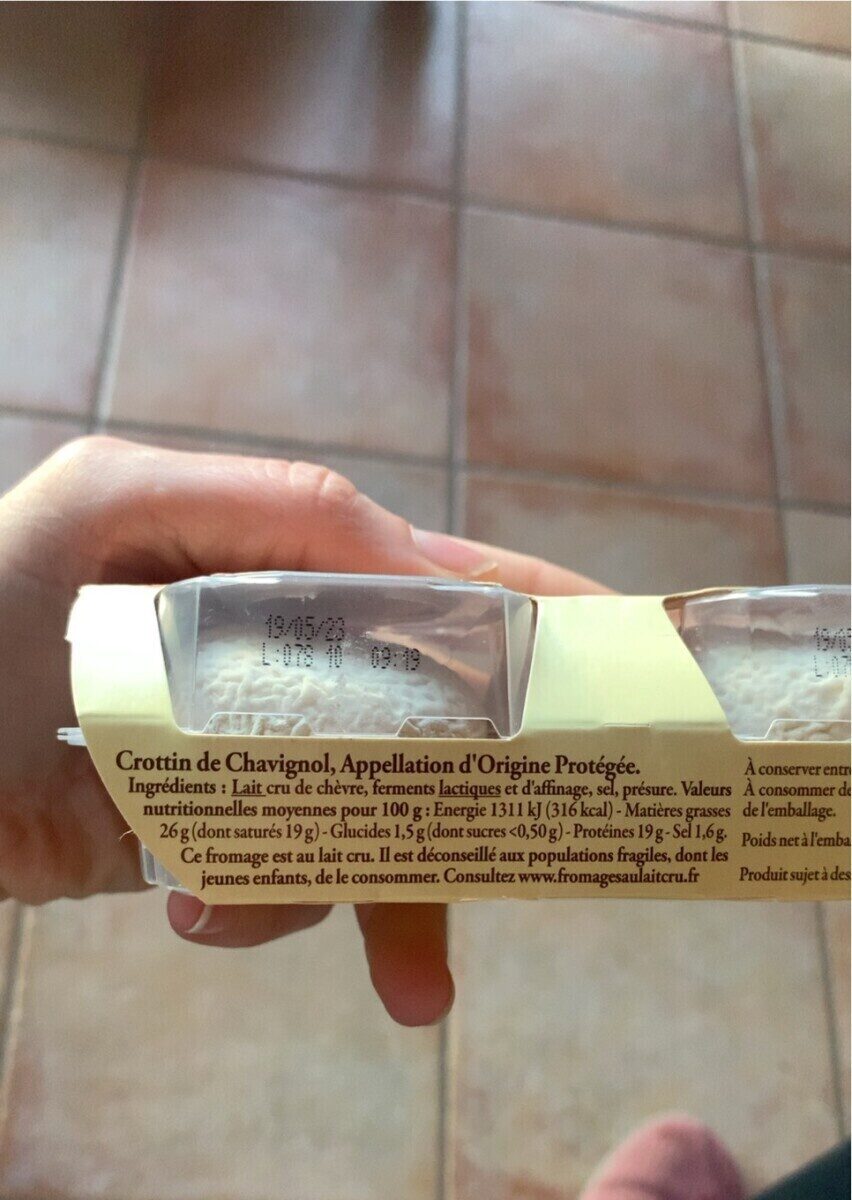 19/05/23
L:078 10 09:19
19/05
L:07
Crottin de Chavignol, Appellation d'Origine Protégée.
Ingrédients : Lait cru de chèvre, ferments lactiques et d'affinage, sel, présure. Valeurs
nutritionnelles moyennes pour 100 g : Energie 1311 kJ (316 kcal) - Matières grasses
26 g (dont saturés 19 g) - Glucides 1,5 g (dont sucres <0,50 g) - Protéines 19 g - Sel 1,6 g.
Ce fromage est au lait cru. Il est déconseillé aux populations fragiles, dont les
jeunes enfants, de le consommer. Consultez www.fromagesaulaitcru.fr
À conserver entr
À consommer de
de l'emballage.
Poids net à l'emba
Produit sujet à des